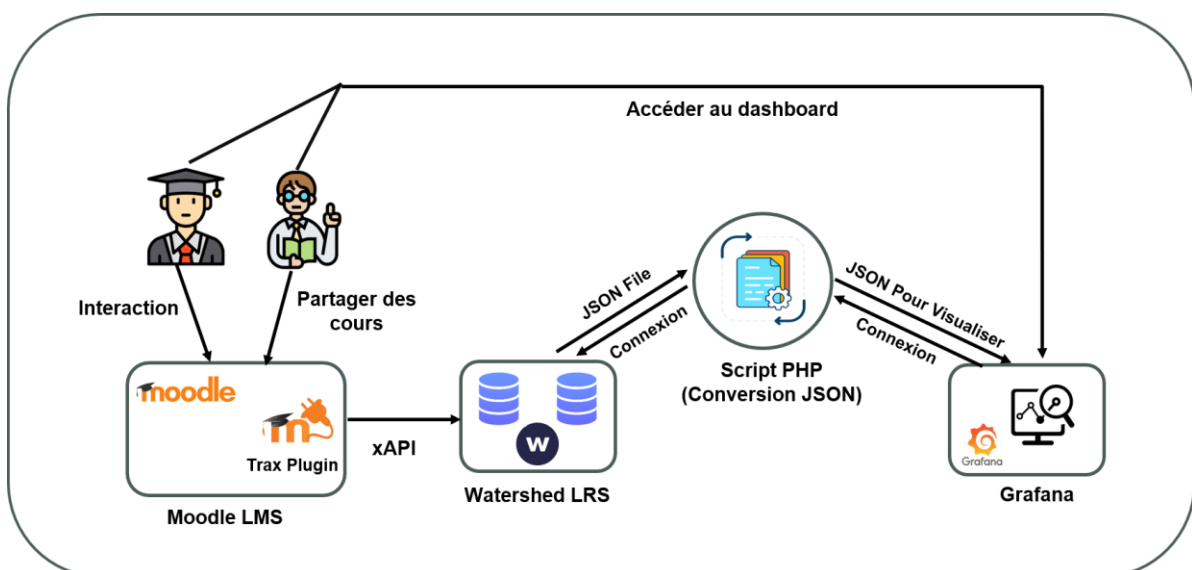 Accéder au dashboard
Interaction
Partager des
cours
JSON File
Connexion
JSON Pour Visualiser
Connexion
Script PHP
(Conversion JSON)
moodle
m
Trax Plugin
xAPI
w
Grafana
Moodle LMS
Watershed LRS
Grafana